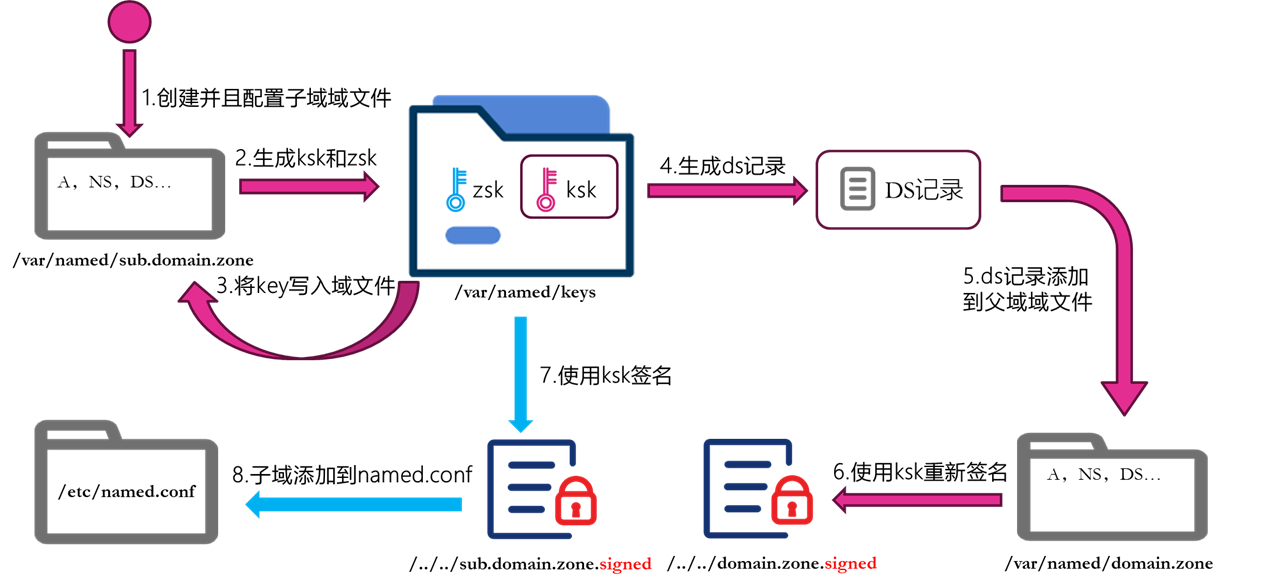 1.创建并且配置子域域文件
A，NS，DS...
/var/named/sub.domain.zone
2.生成ksk和zsk
3.将key写入域文件
zsk
ksk
/var/named/keys
4.生成ds记录
DS记录
5.ds记录添加
到父域域文件
A，NS，DS...
/var/named/domain.zone
6.使用ksk重新签名
/../../domain.zone.signed
7.使用ksk签名
/../../sub.domain.zone.signed
8.子域添加到named.conf
/etc/named.conf